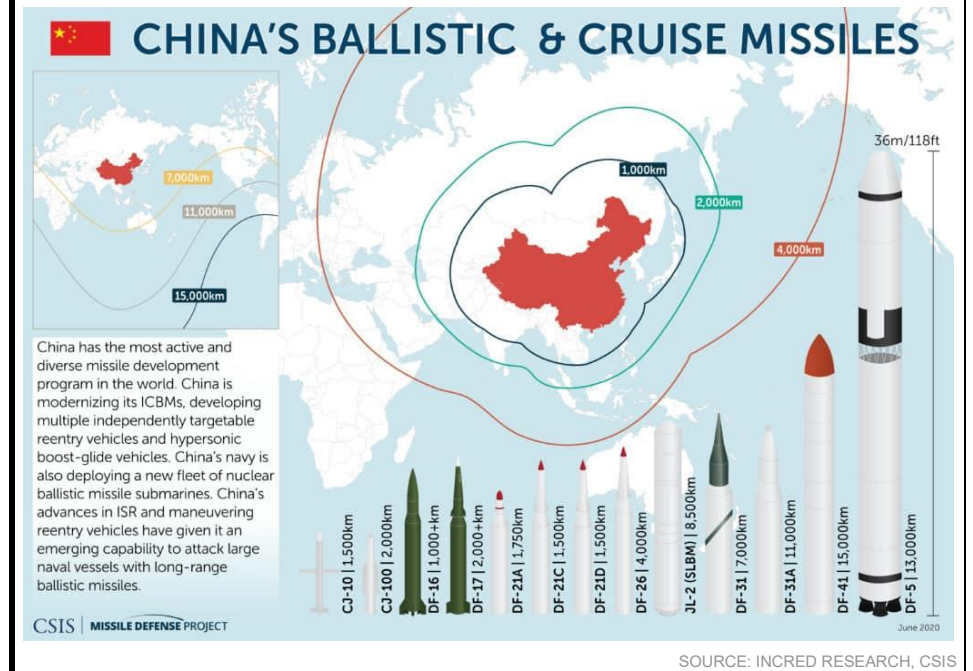 CHINA'S BALLISTIC & CRUISE MISSILES
7,000km
11,000km
15,000km
1,000km
2,000km
4,000km
36m/118ft
China has the most active and
diverse missile development
program in the world. China is
modernizing its ICBMs, developing
multiple independently targetable
reentry vehicles and hypersonic
boost-glide vehicles. China's navy is
also deploying a new fleet of nuclear
ballistic missile submarines. China's
advances in ISR and maneuvering
reentry vehicles have given it an
emerging capability to attack large
naval vessels with long-range
ballistic missiles.
CJ-10 | 1,500km
CJ-100 | 2,000km
DF-16 | 1,000+km
DF-17 | 2,000+km
DF-21A | 1,750km
DF-21C | 1,500km
DF-21D | 1,500km
DF-26 | 4,000km
JL-2 (SLBM) | 8,500km
DF-31 | 7,000km
DF-31A | 11,000km
DF-41 | 15,000km
DF-5 | 13,000km
CSIS | MISSILE DEFENSE PROJECT
June 2020
SOURCE: INCRED RESEARCH, CSIS